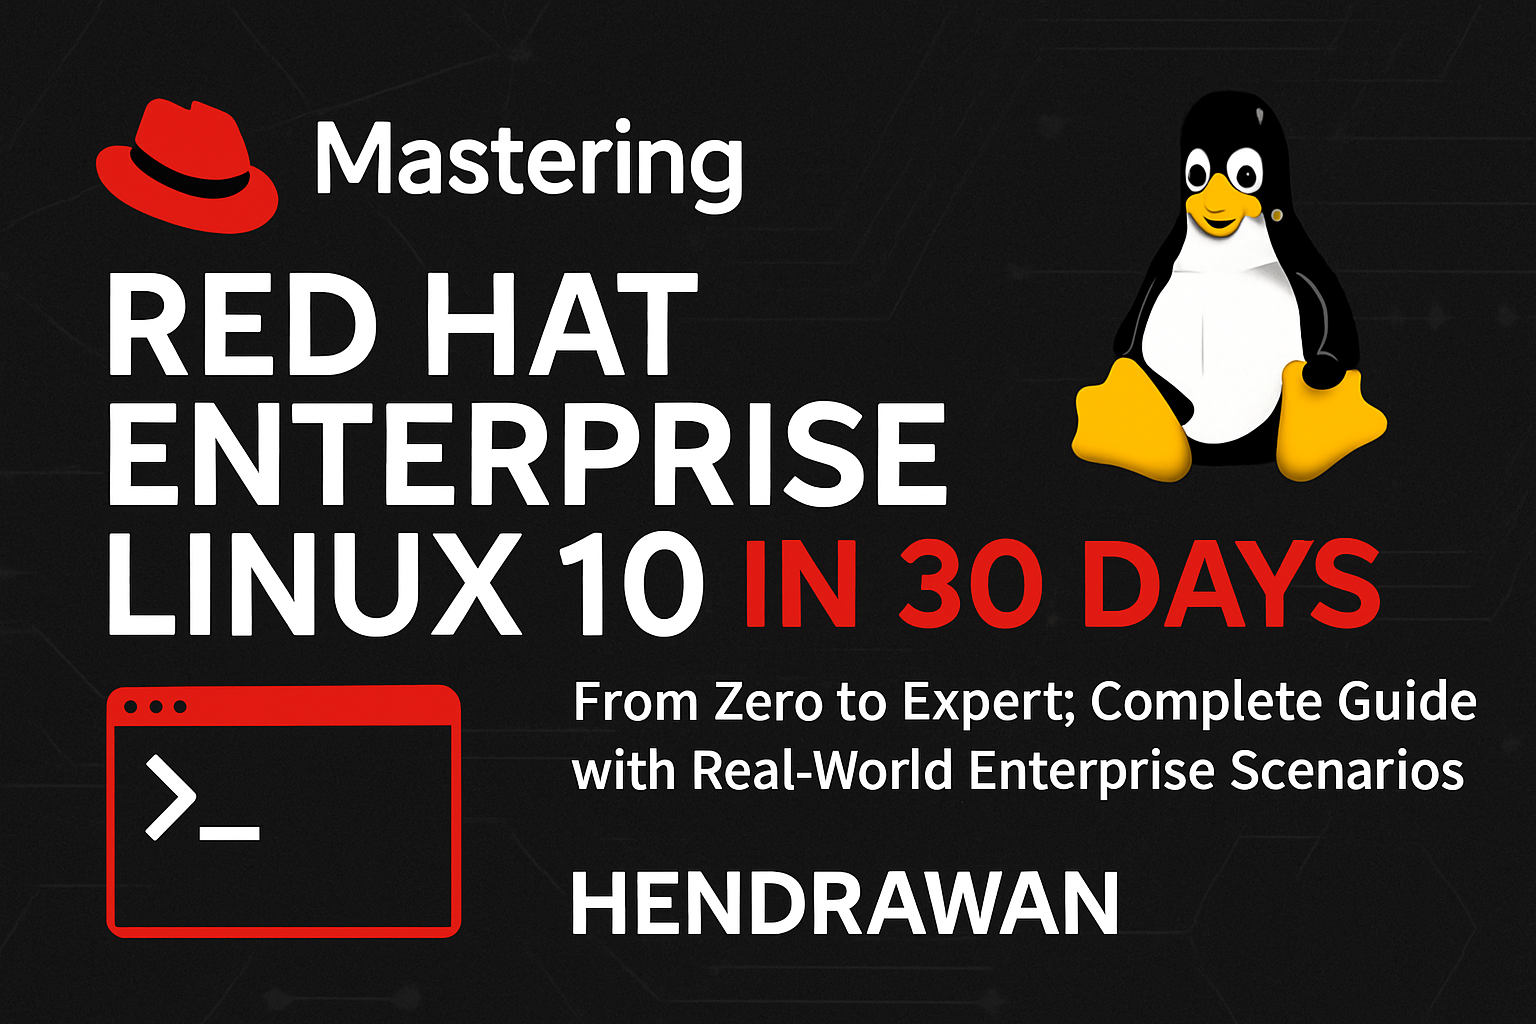 Mastering
RED HAT
ENTERPRISE
LINUX 10 IN 30 DAYS
From Zero to Expert; Complete Guide
with Real-World Enterprise Scenarios
HENDRAWAN